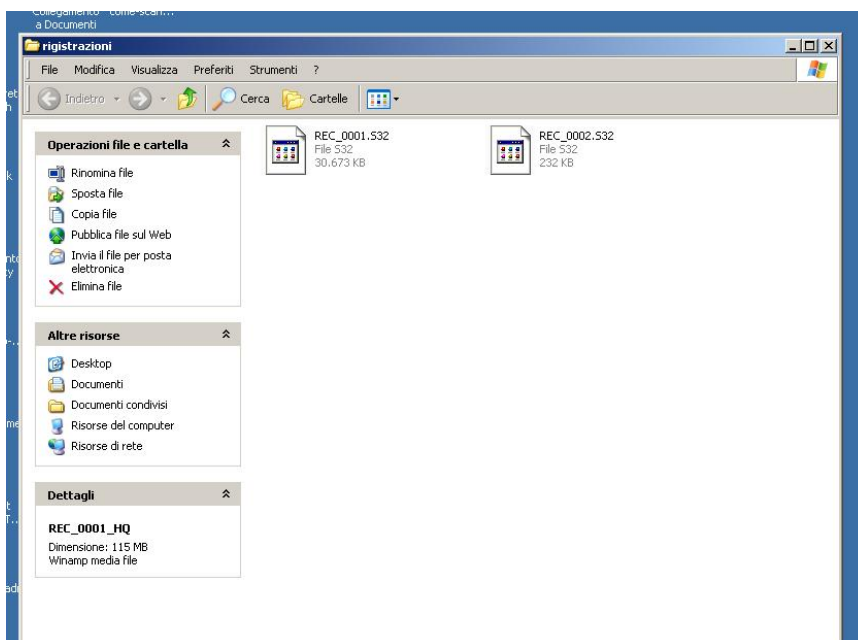 a Documenti
rigistrazioni
File Modifica Visualizza Preferiti Strumenti ?
Indietro Cerca Cartelle
Operazioni file e cartella
Rinomina file
Sposta file
Copia file
Pubblica file sul Web
Invia il file per posta
elettronica
Elimina file
REC_0001.S32
File S32
30.673 KB
REC_0002.S32
File S32
232 KB
Altre risorse
Desktop
Documenti
Documenti condivisi
Risorse del computer
Risorse di rete
Dettagli
REC_0001_HQ
Dimensione: 115 MB
Winamp media file